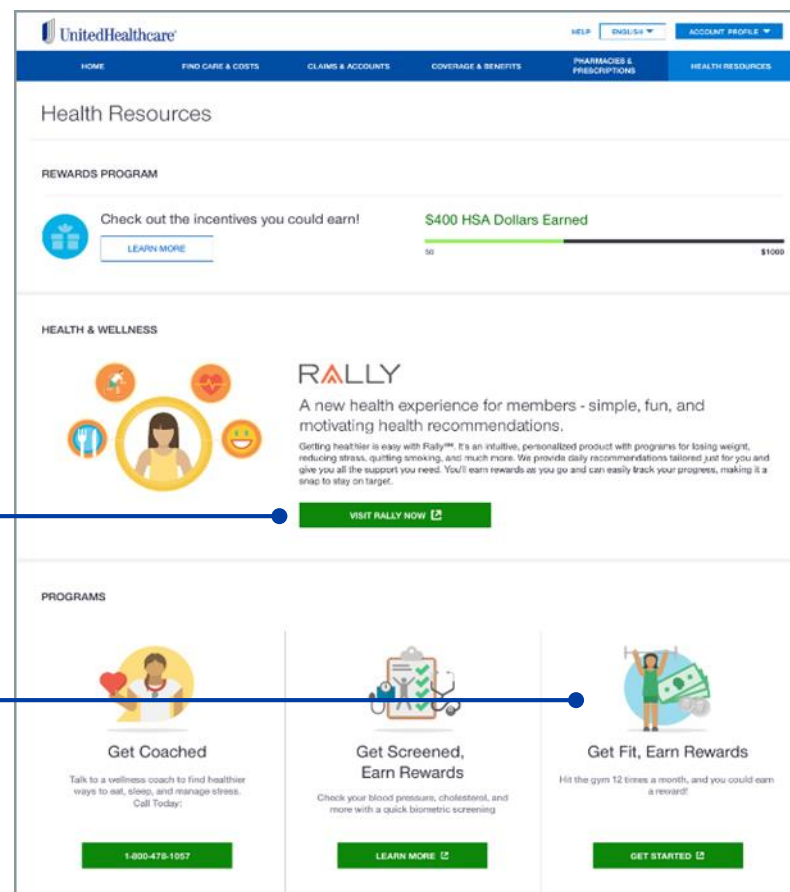 UnitedHealthcare®
HELP ENGLISH ACCOUNT PROFILE
HOME FIND CARE & COSTS CLAIMS & ACCOUNTS COVERAGE & BENEFITS PHARMACIES & PRESCRIPTIONS HEALTH RESOURCES
Health Resources
REWARDS PROGRAM
Check out the incentives you could earn!
LEARN MORE
$400 HSA Dollars Earned
$0 $1000
HEALTH & WELLNESS
RALLY
A new health experience for members - simple, fun, and
motivating health recommendations.
Getting healthier is easy with Rally℠. It's an intuitive, personalized product with programs for losing weight,
reducing stress, quitting smoking, and much more. We provide daily recommendations tailored just for you and
give you all the support you need. You'll earn rewards as you go and can easily track your progress, making it a
snap to stay on target.
VISIT RALLY NOW
PROGRAMS
Get Coached
Talk to a wellness coach to find healthier
ways to eat, sleep, and manage stress.
Call Today:
1-800-478-1057
Get Screened,
Earn Rewards
Check your blood pressure, cholesterol, and
more with a quick biometric screening
LEARN MORE
Get Fit, Earn Rewards
Hit the gym 12 times a month, and you could earn
a reward!
GET STARTED